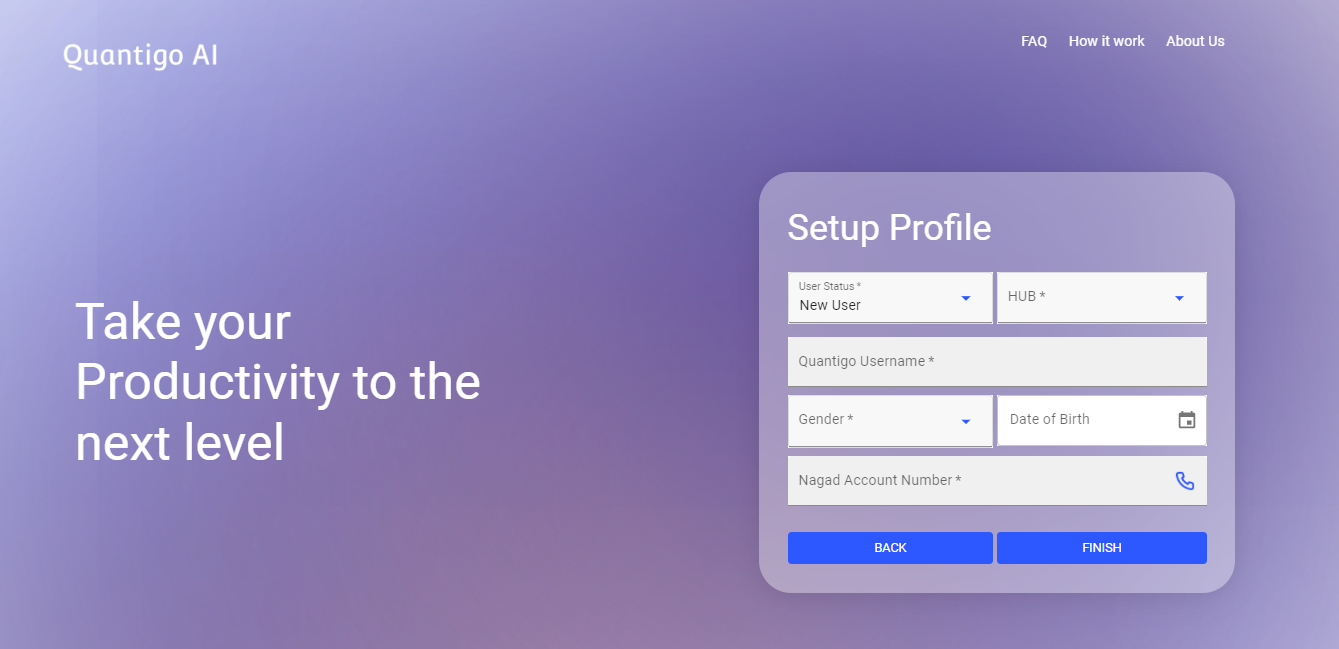 Quantigo AI
FAQ
How it work
About Us
Take your
Productivity to the
next level
Setup Profile
User Status *
New User
HUB *
Quantigo Username *
Gender *
Date of Birth
Nagad Account Number *
BACK
FINISH